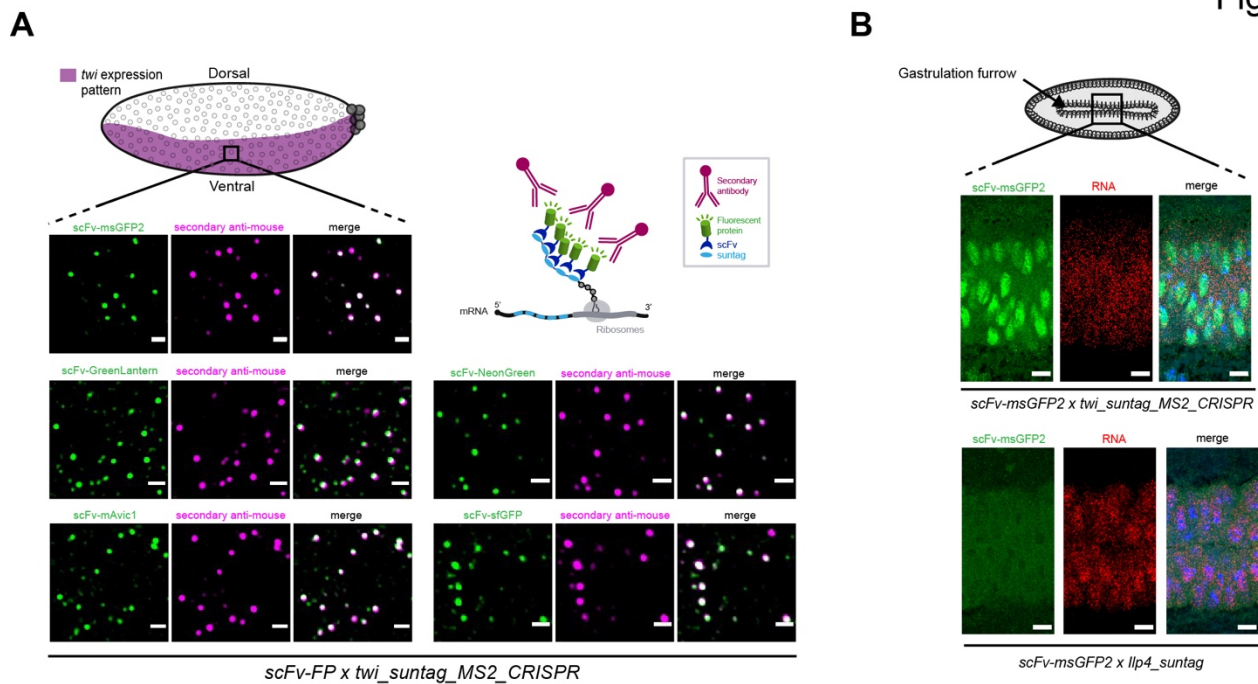 Fig
A
twi expression
pattern
Dorsal
Ventral
Secondary
antibody
Fluorescent
protein
scFv
suntag
mRNA
5'
3'
Ribosomes
scFv-msGFP2 secondary anti-mouse merge
scFv-GreenLantern secondary anti-mouse merge
scFv-NeonGreen secondary anti-mouse merge
scFv-mAvic1 secondary anti-mouse merge
scFv-sfGFP secondary anti-mouse merge
scFv-FP x twi_suntag_MS2_CRISPR
B
Gastrulation furrow
scFv-msGFP2 RNA merge
scFv-msGFP2 x twi_suntag_MS2_CRISPR
scFv-msGFP2 RNA merge
scFv-msGFP2 x Ilp4_suntag